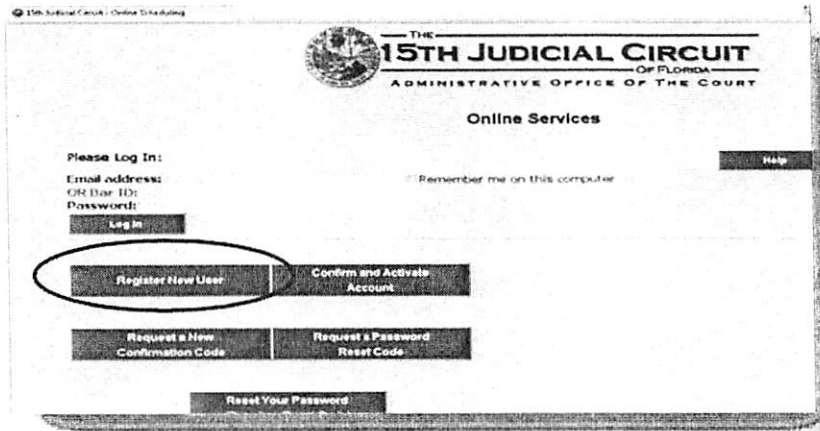 15th Judicial Circuit - Online Scheduling
THE
15TH JUDICIAL CIRCUIT
OF FLORIDA
ADMINISTRATIVE OFFICE OF THE COURT
Online Services
Please Log In:
Help
Email address:
Remember me on this computer
OR Bar ID:
Password:
Log In
Register New User
Confirm and Activate
Account
Request a New
Confirmation Code
Request a Password
Reset Code
Reset Your Password